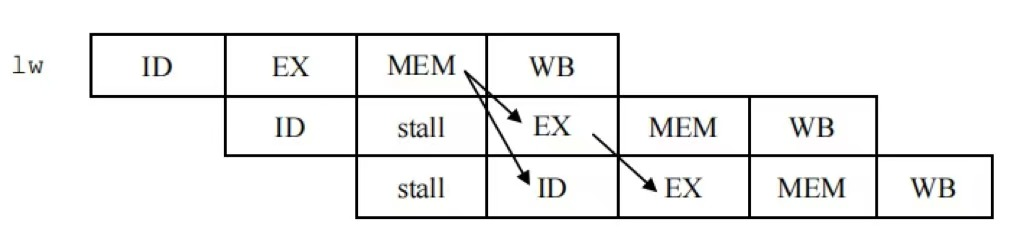 lw ID EX MEM WB
ID stall EX MEM WB
stall ID EX MEM WB